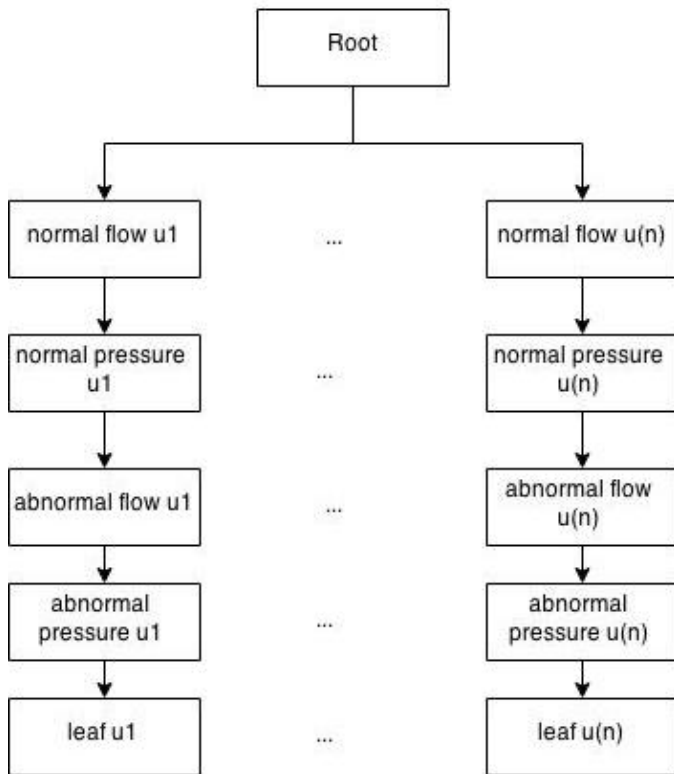 Root
normal flow u1
...
normal flow u(n)
normal pressure
u1
...
normal pressure
u(n)
abnormal flow u1
...
abnormal flow
u(n)
abnormal
pressure u1
...
abnormal
pressure u(n)
leaf u1
...
leaf u(n)